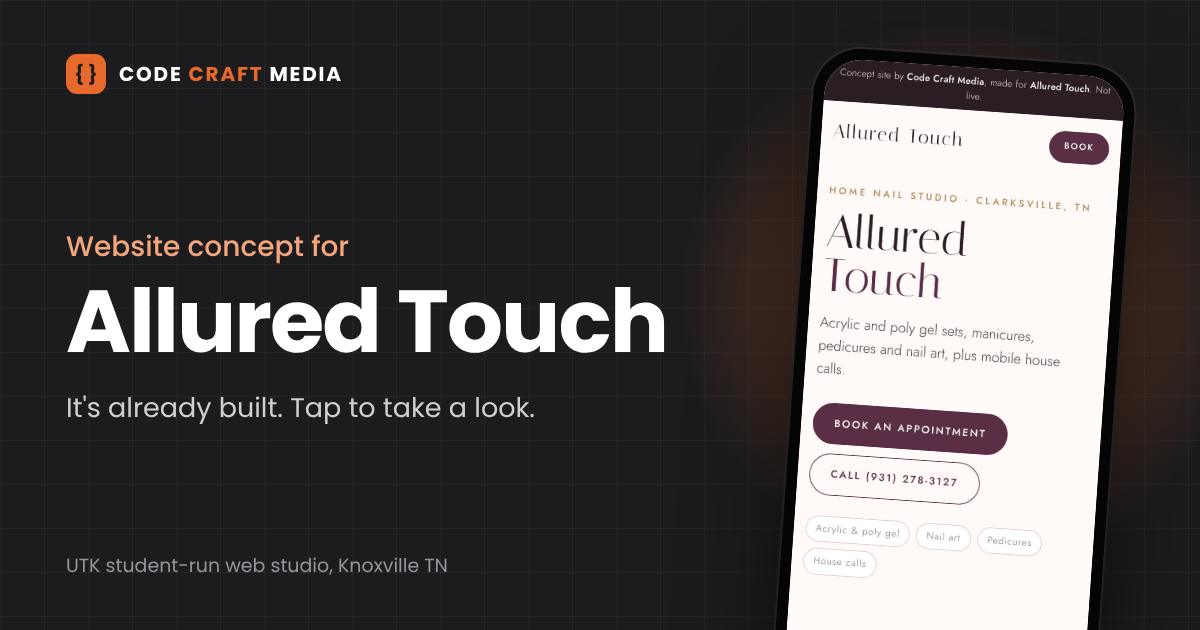 { } CODE CRAFT MEDIA
Website concept for
Allured Touch
It's already built. Tap to take a look.
UTK student-run web studio, Knoxville TN
Concept site by Code Craft Media, made for Allured Touch. Not
live.
Allured Touch
BOOK
HOME NAIL STUDIO · CLARKSVILLE, TN
Allured
Touch
Acrylic and poly gel sets, manicures,
pedicures and nail art, plus mobile house
calls.
BOOK AN APPOINTMENT
CALL (931) 278-3127
Acrylic & poly gel Nail art Pedicures
House calls